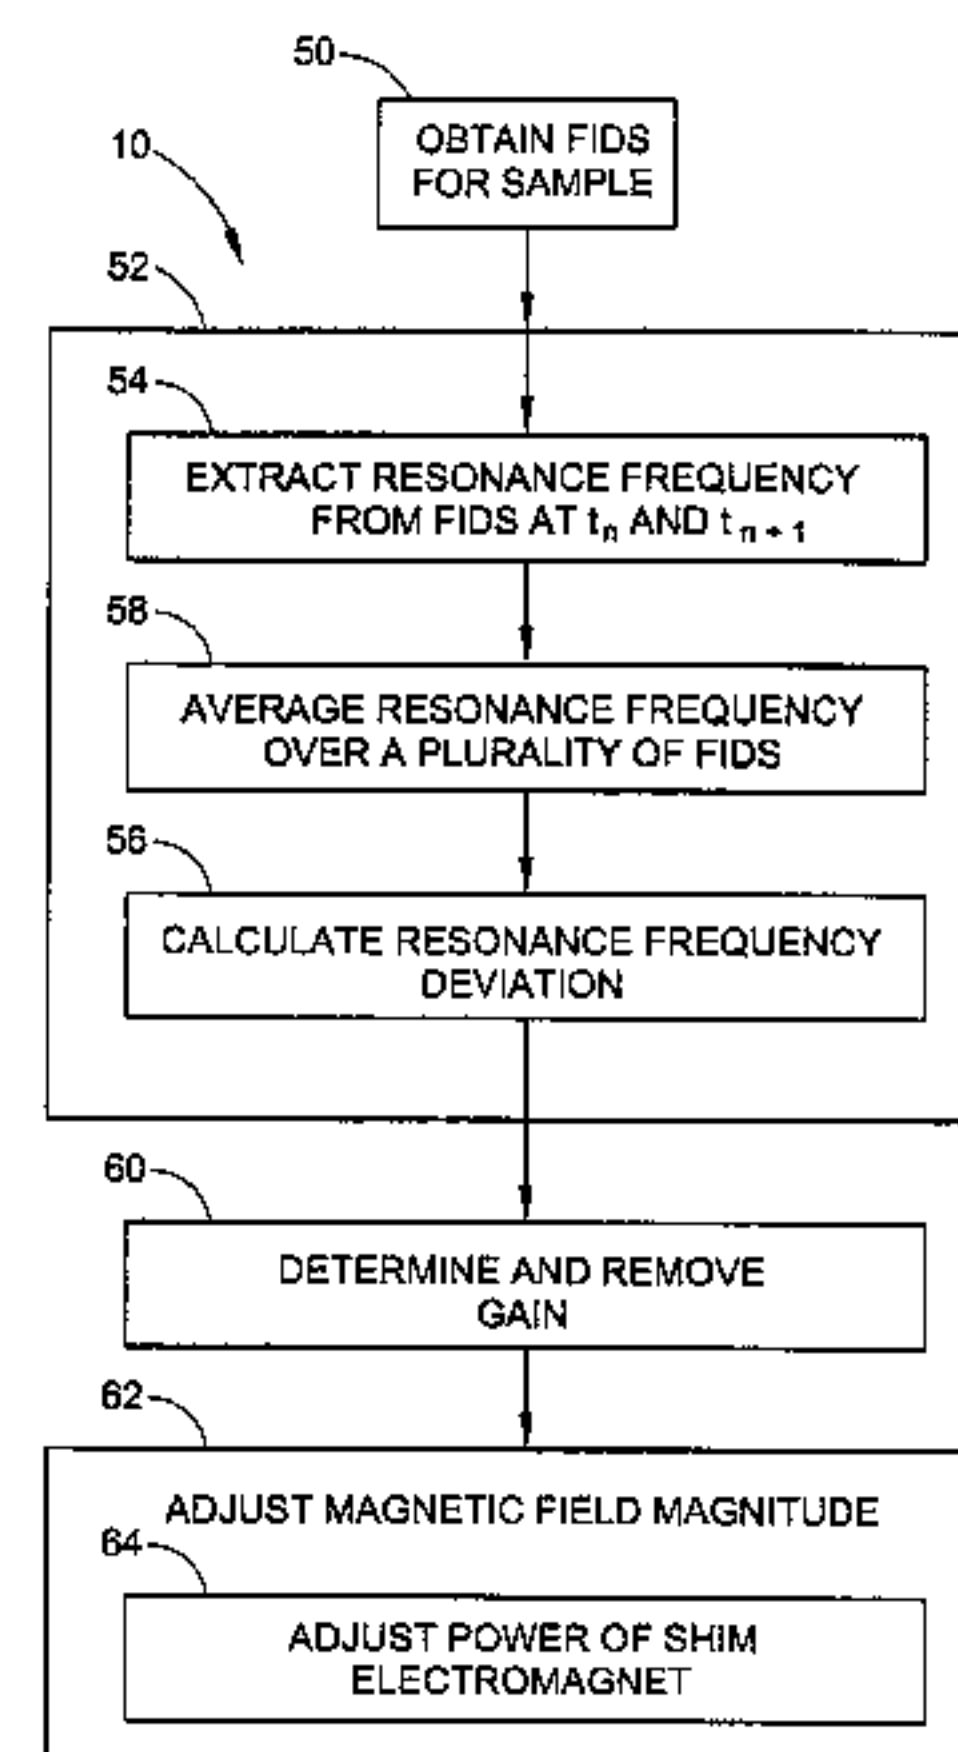 50
OBTAIN FIDS
FOR SAMPLE
10
52
54
EXTRACT RESONANCE FREQUENCY
FROM FIDS AT tn AND tn + 1
58
AVERAGE RESONANCE FREQUENCY
OVER A PLURALITY OF FIDS
56
CALCULATE RESONANCE FREQUENCY
DEVIATION
60
DETERMINE AND REMOVE
GAIN
62
ADJUST MAGNETIC FIELD MAGNITUDE
64
ADJUST POWER OF SHIM
ELECTROMAGNET